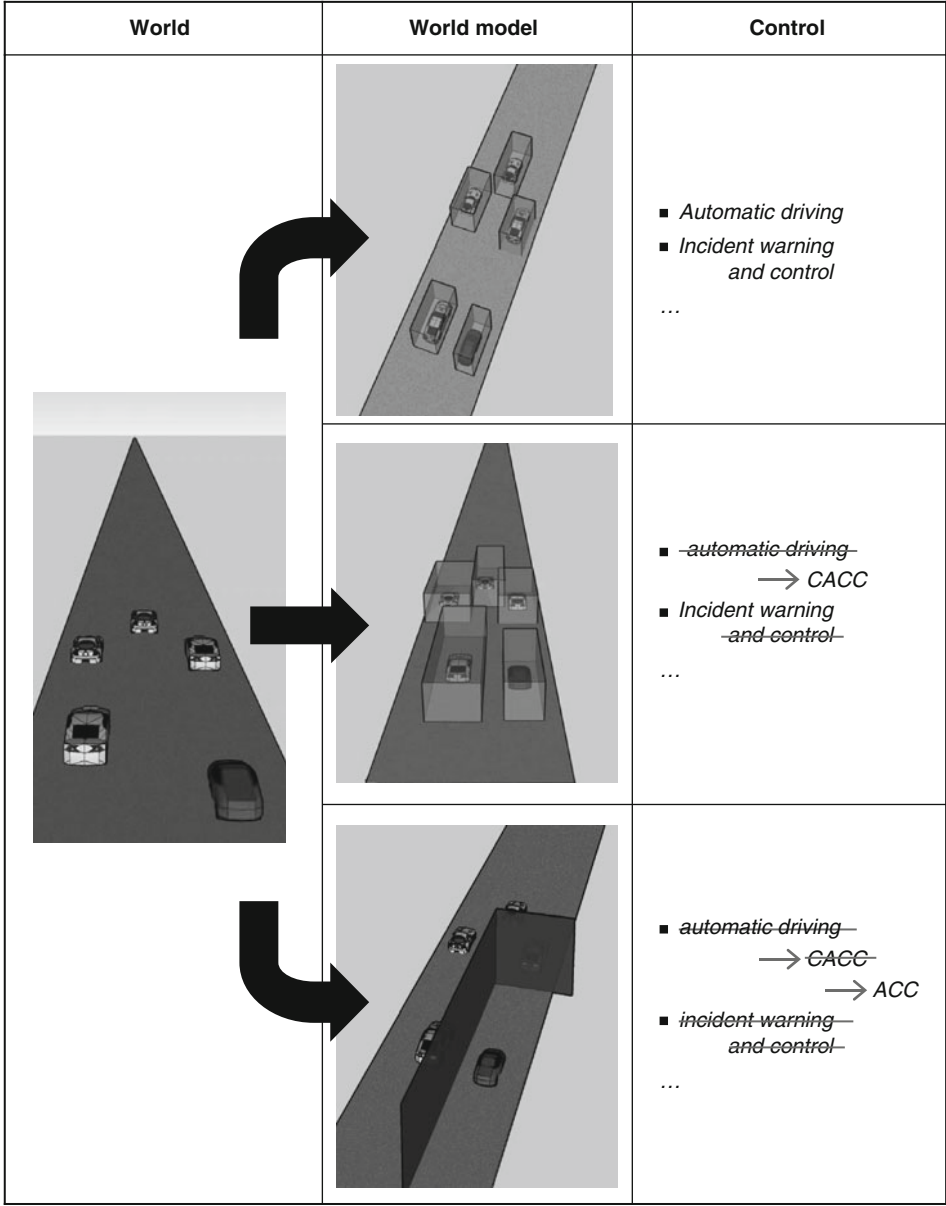 World
World model
Control
▪ Automatic driving
▪ Incident warning
and control
…
▪ automatic driving
→ CACC
▪ Incident warning
and control
…
▪ automatic driving
→ CACC
→ ACC
▪ incident warning
and control
…